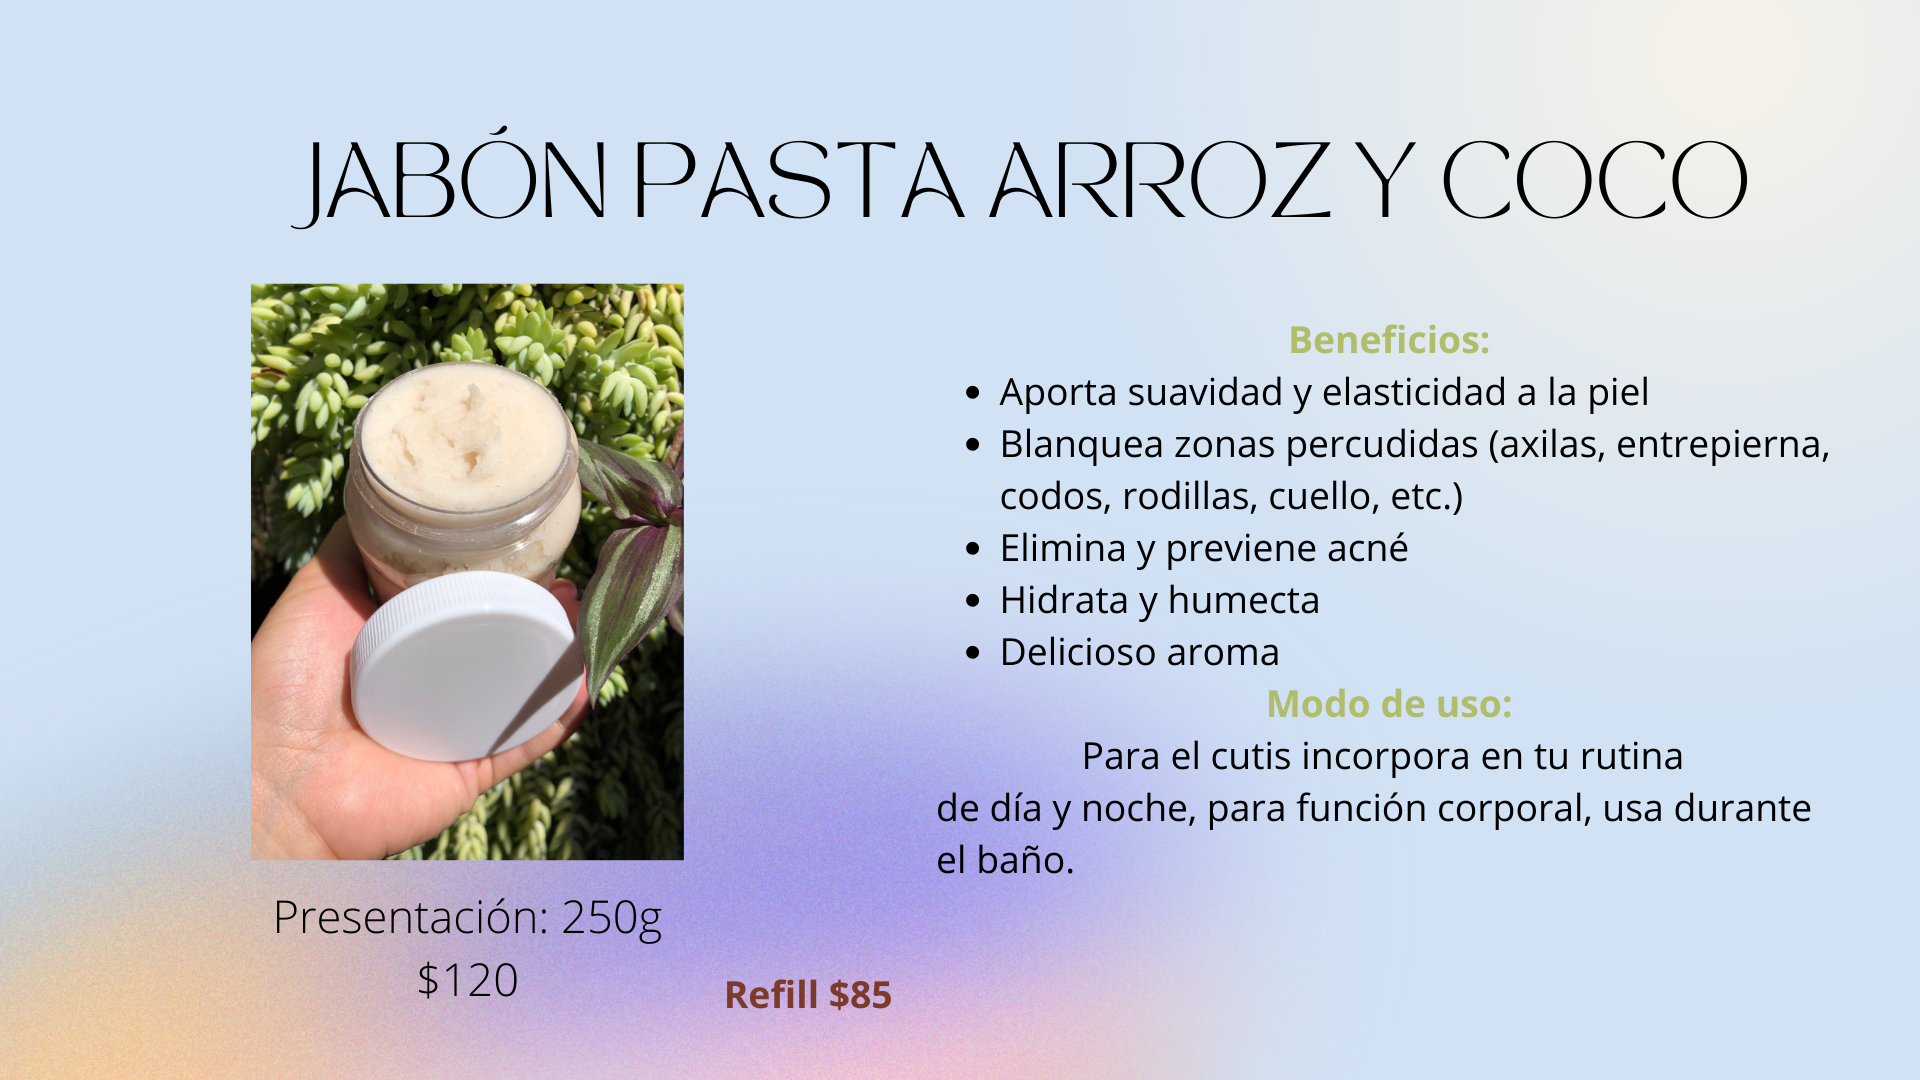 JABÓN PASTA ARROZ Y COCO
Beneficios:
Aporta suavidad y elasticidad a la piel
Blanquea zonas percudidas (axilas, entrepierna,
codos, rodillas, cuello, etc.)
Elimina y previene acné
Hidrata y humecta
Delicioso aroma
Modo de uso:
Para el cutis incorpora en tu rutina
de día y noche, para función corporal, usa durante
el baño.
Presentación: 250g
$120
Refill $85